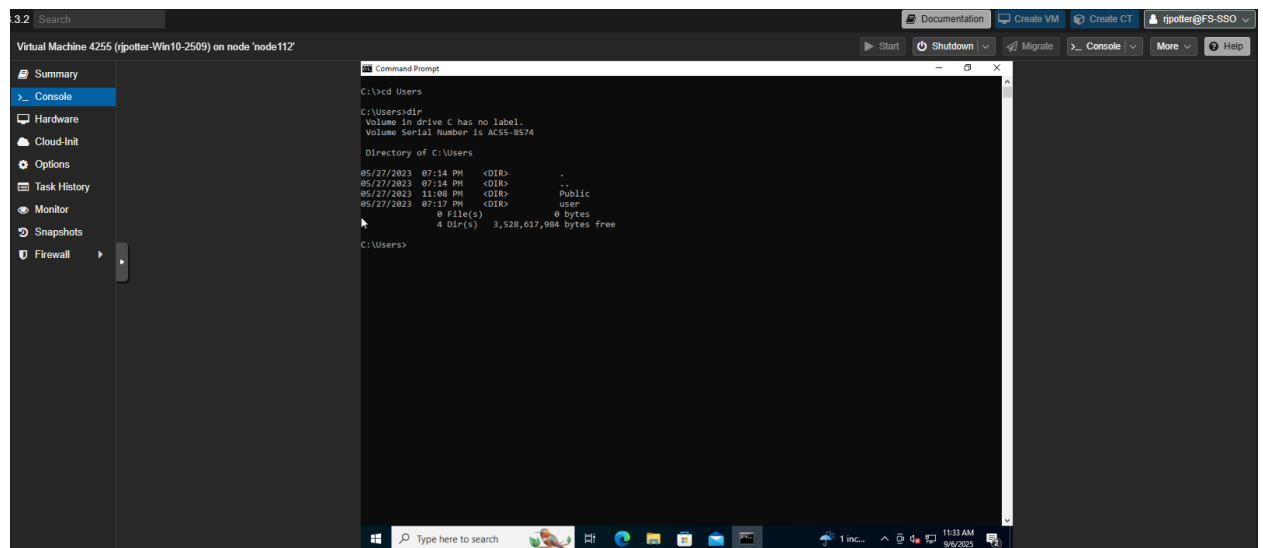 .3.2 Search Documentation Create VM Create CT rjpotter@FS-SSO
Virtual Machine 4255 (rjpotter-Win10-2509) on node 'node112' Start Shutdown Migrate >_ Console More Help
Summary
>_ Console
Hardware
Cloud-Init
Options
Task History
Monitor
Snapshots
Firewall
Command Prompt
C:\>cd Users
C:\Users>dir
Volume in drive C has no label.
Volume Serial Number is AC55-8574
Directory of C:\Users
05/27/2023 07:14 PM <DIR> .
05/27/2023 07:14 PM <DIR> ..
05/27/2023 11:08 PM <DIR> Public
05/27/2023 07:17 PM <DIR> user
0 File(s) 0 bytes
4 Dir(s) 3,528,617,984 bytes free
C:\Users>
Type here to search 1 inc... 11:33 AM
9/6/2025 2